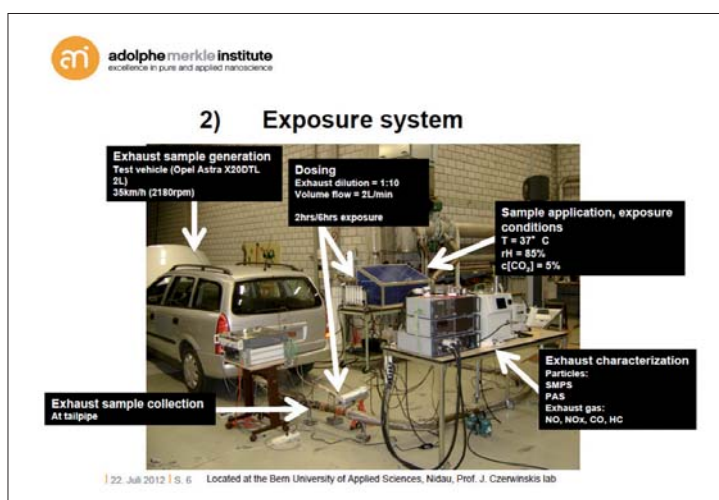 adolphe merkle institute
excellence in pure and applied nanoscience
2) Exposure system
Exhaust sample generation
Test vehicle (Opel Astra X20DTL
2L)
35km/h (2180rpm)
Dosing
Exhaust dilution = 1:10
Volume flow = 2L/min
2hrs/6hrs exposure
Sample application, exposure
conditions
T = 37° C
rH = 85%
c[CO₂] = 5%
Exhaust sample collection
At tailpipe
Exhaust characterization
Particles:
SMPS
PAS
Exhaust gas:
NO, NOx, CO, HC
22. Juli 2012 | S. 6 Located at the Bern University of Applied Sciences, Nidau, Prof. J. Czerwinskis lab